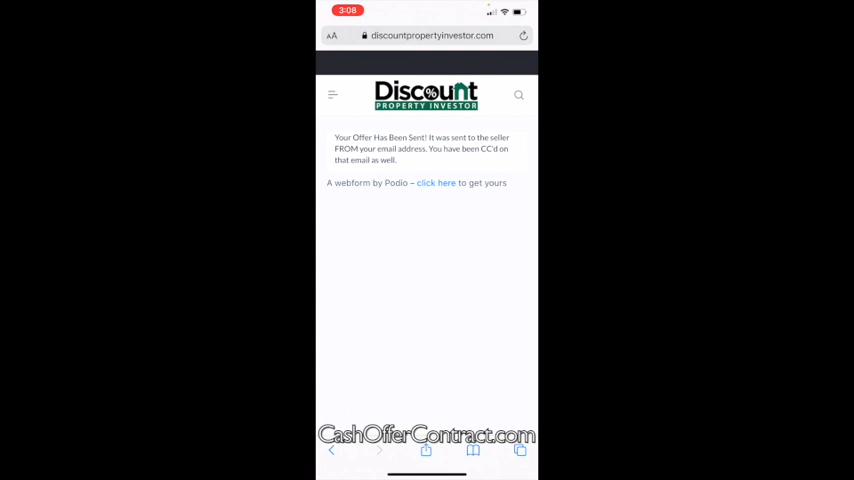 3:08
AA discountpropertyinvestor.com
Discount
PROPERTY INVESTOR
Your Offer Has Been Sent! It was sent to the seller
FROM your email address. You have been CC'd on
that email as well.
A webform by Podio – click here to get yours
CashOfferContract.com